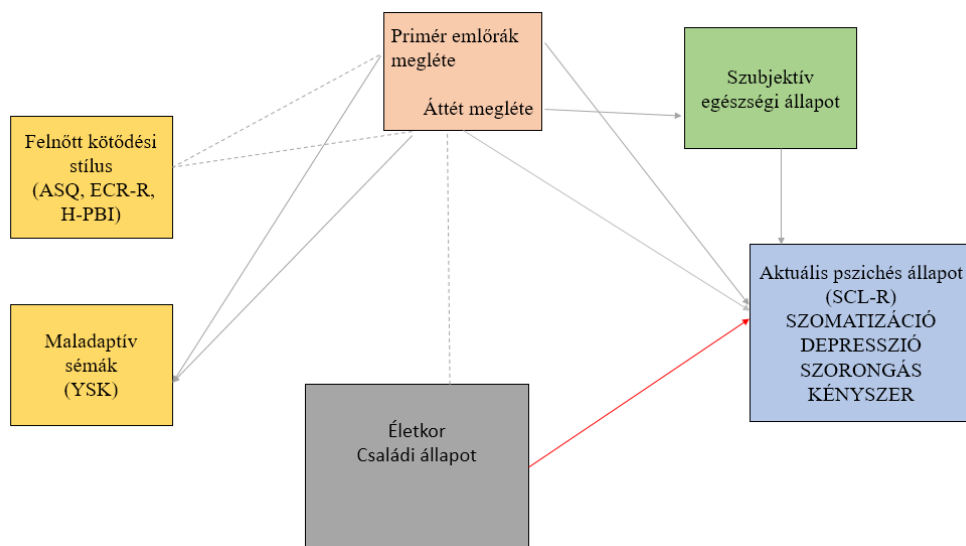 Primér emlőrák
megléte
Áttét megléte
Szubjektív
egészségi állapot
Felnőtt kötődési
stílus
(ASQ, ECR-R,
H-PBI)
Aktuális pszichés állapot
(SCL-R)
SZOMATIZÁCIÓ
DEPRESSZIÓ
SZORONGÁS
KÉNYSZER
Maladaptív
sémák
(YSK)
Életkor
Családi állapot